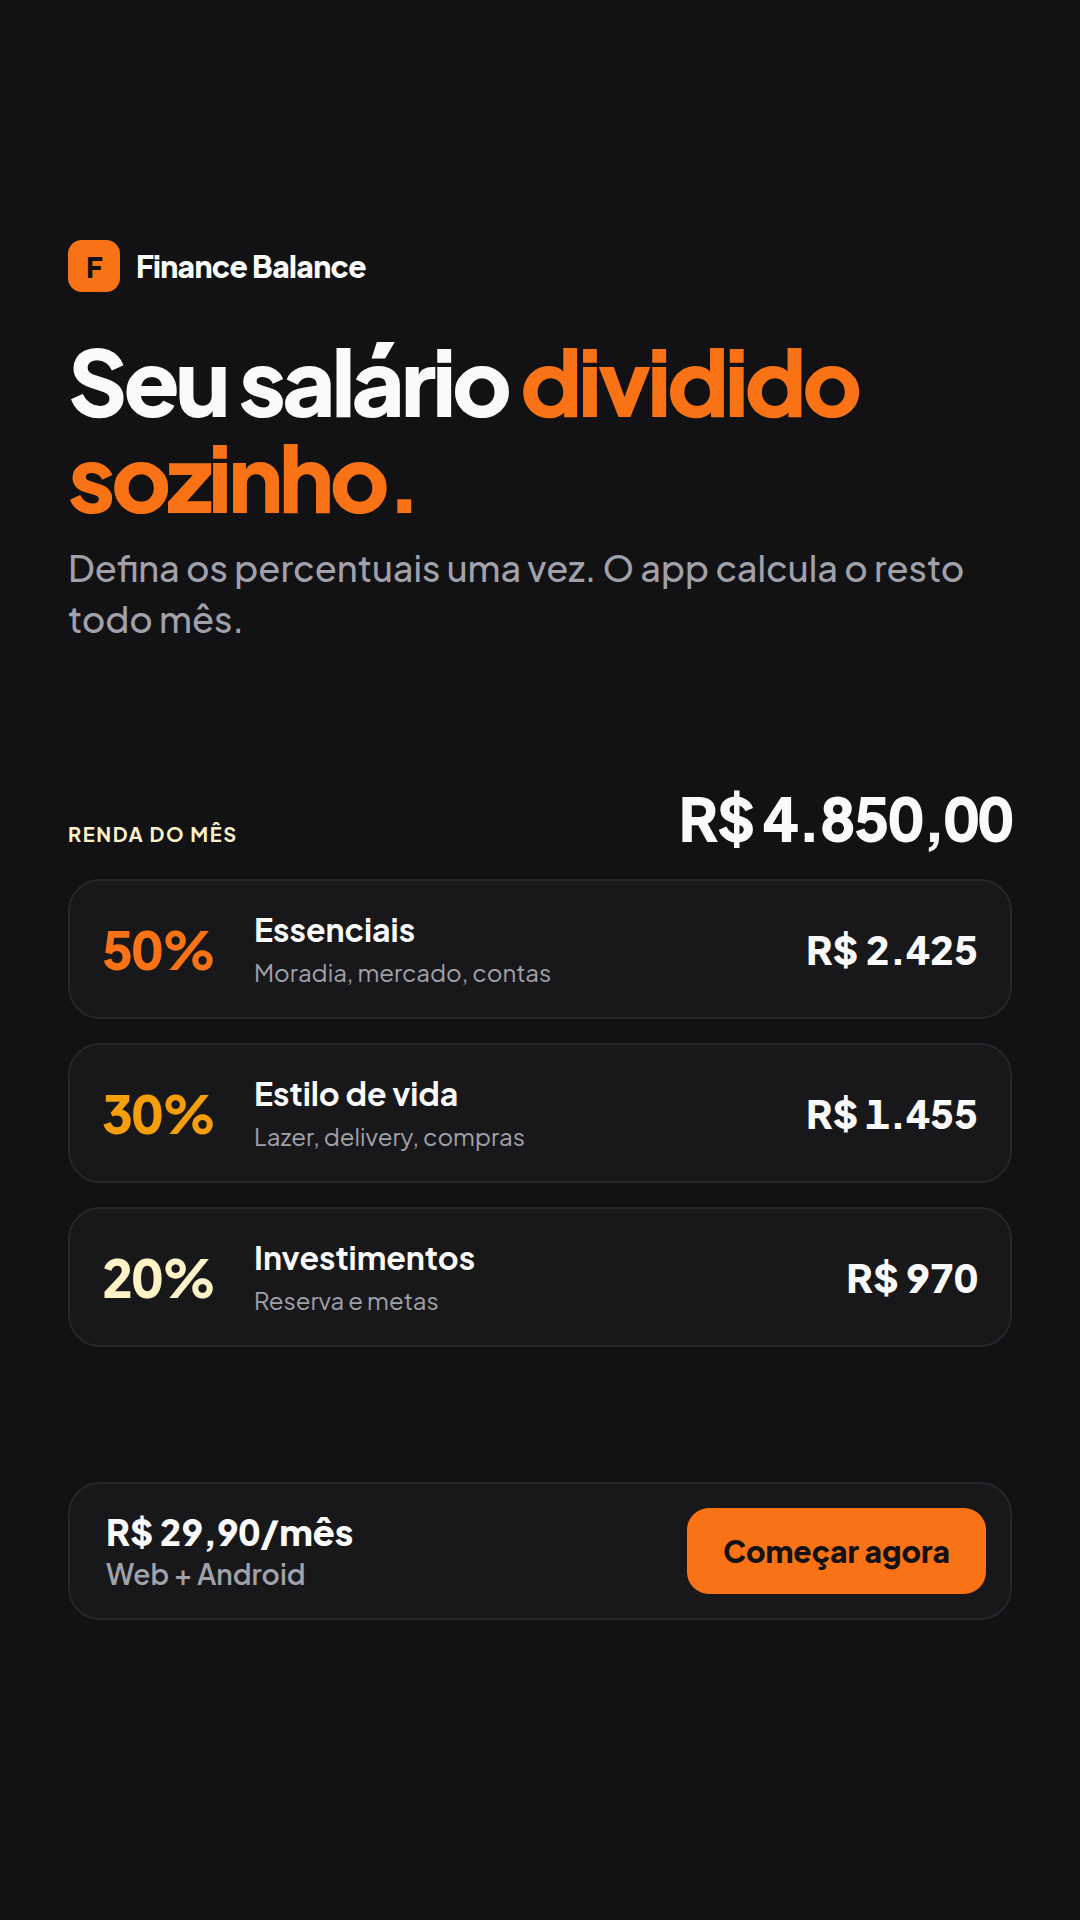 F Finance Balance
Seu salário dividido
sozinho.
Defina os percentuais uma vez. O app calcula o resto
todo mês.
RENDA DO MÊS R$ 4.850,00
50% Essenciais R$ 2.425
Moradia, mercado, contas
30% Estilo de vida R$ 1.455
Lazer, delivery, compras
20% Investimentos R$ 970
Reserva e metas
R$ 29,90/mês
Web + Android
Começar agora